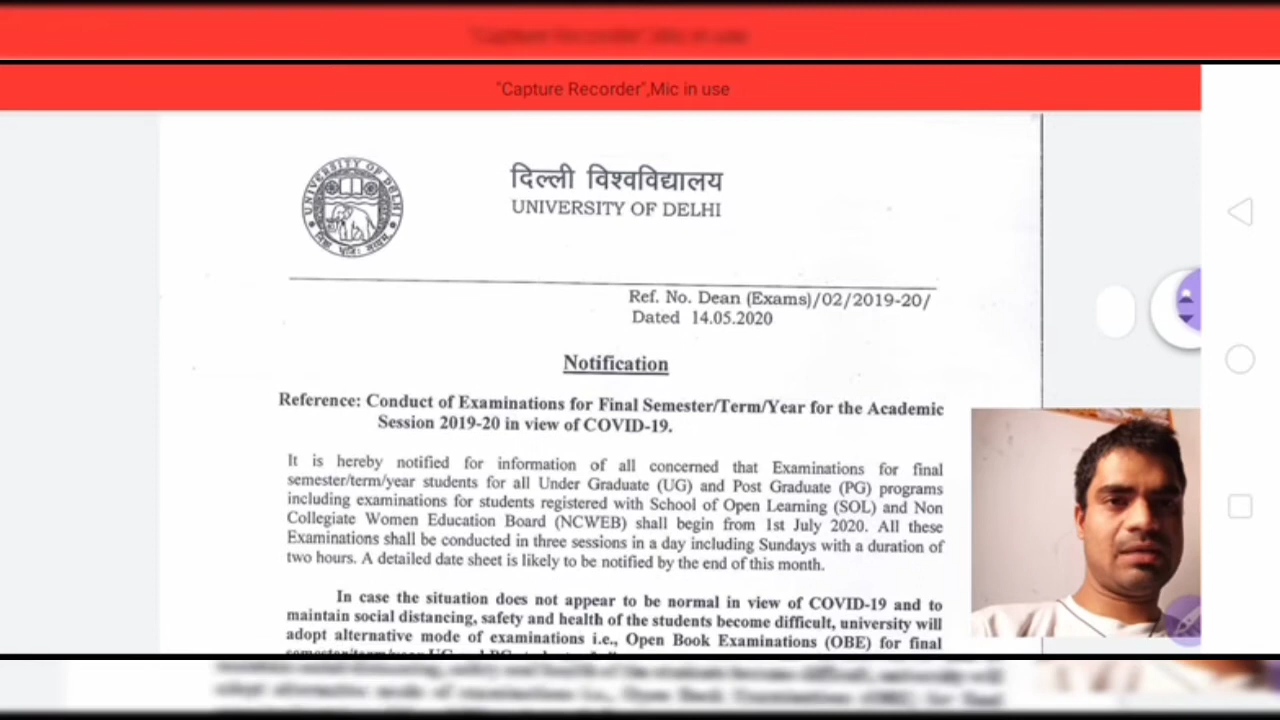 "Capture Recorder",Mic in use
दिल्ली विश्वविद्यालय
UNIVERSITY OF DELHI
UNIVERSITY OF DELHI
Ref. No. Dean (Exams)/02/2019-20/
Dated 14.05.2020
Notification
Reference: Conduct of Examinations for Final Semester/Term/Year for the Academic
Session 2019-20 in view of COVID-19.
It is hereby notified for information of all concerned that Examinations for final
semester/term/year students for all Under Graduate (UG) and Post Graduate (PG) programs
including examinations for students registered with School of Open Learning (SOL) and Non
Collegiate Women Education Board (NCWEB) shall begin from 1st July 2020. All these
Examinations shall be conducted in three sessions in a day including Sundays with a duration of
two hours. A detailed date sheet is likely to be notified by the end of this month.
In case the situation does not appear to be normal in view of COVID-19 and to
maintain social distancing, safety and health of the students become difficult, university will
adopt alternative mode of examinations i.e., Open Book Examinations (OBE) for final